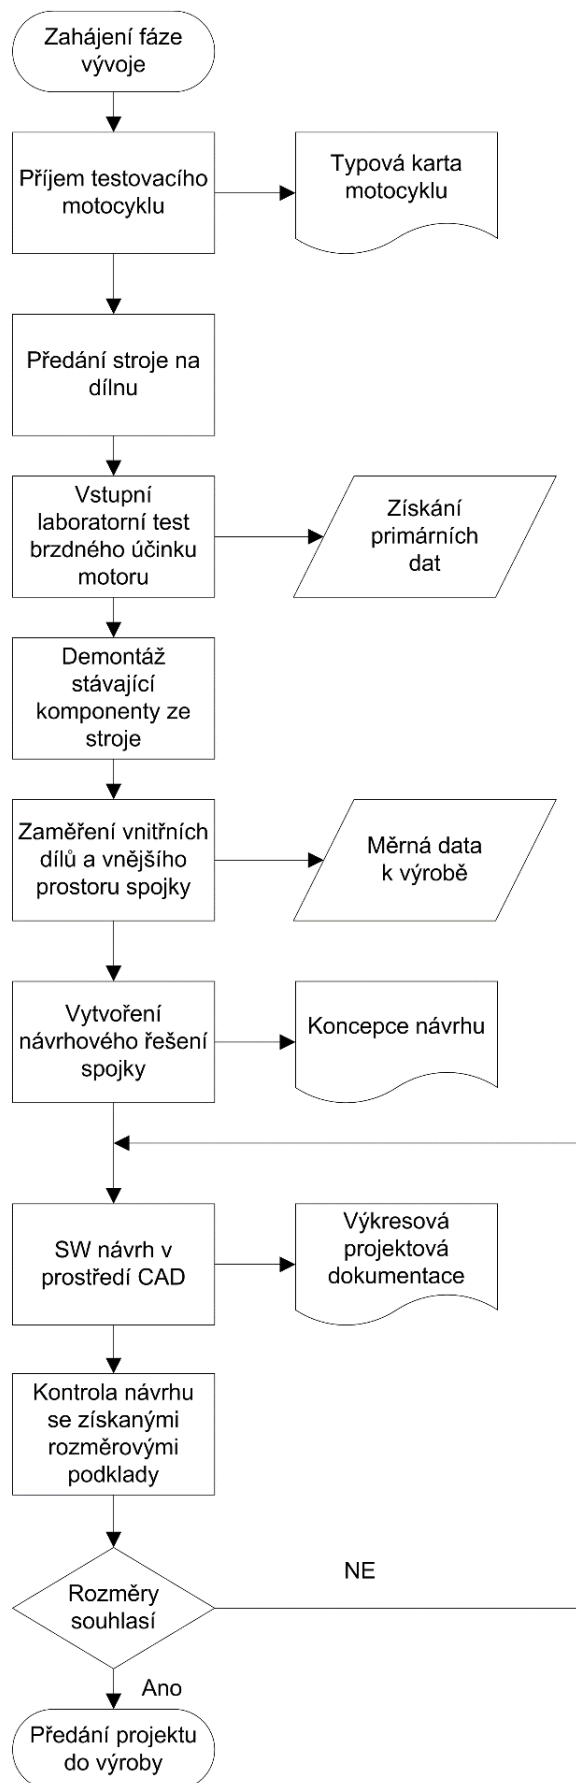 Zahájení fáze
vývoje
Příjem testovacího
motocyklu
Typová karta
motocyklu
Předání stroje na
dílnu
Vstupní
laboratorní test
brzdného účinku
motoru
Získání
primárních
dat
Demontáž
stávající
komponenty ze
stroje
Zaměření vnitřních
dílů a vnějšího
prostoru spojky
Měrná data
k výrobě
Vytvoření
návrhového řešení
spojky
Koncepce návrhu
SW návrh v
prostředí CAD
Výkresová
projektová
dokumentace
Kontrola návrhu
se získanými
rozměrovými
podklady
Rozměry
souhlasí
NE
Ano
Předání projektu
do výroby